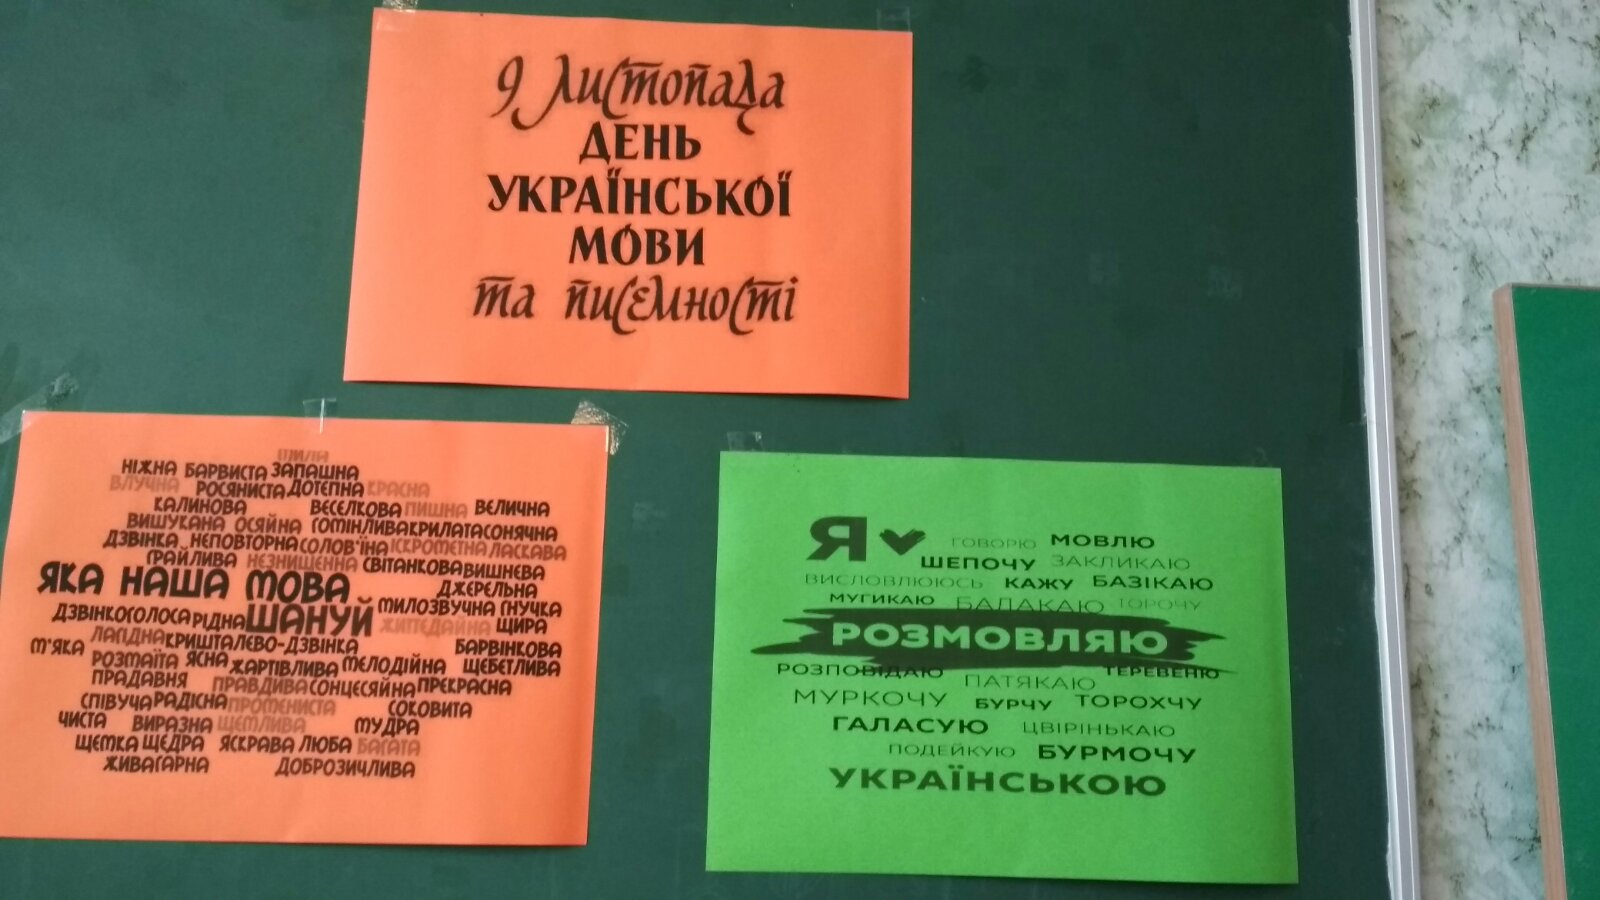 9 листопада
ДЕНЬ
УКРАЇНСЬКОЇ
МОВИ
та писемності
МИЛА
НІЖНА БАРВИСТА ЗАПАШНА
ВЛУЧНА РОСЯНИСТА ДОТЕПНА КРАСНА
КАЛИНОВА ВЕСЕЛКОВА ПИШНА ВЕЛИЧНА
ВИШУКАНА ОСЯЙНА ГОМІНЛИВА КРИЛАТА СОНЯЧНА
ДЗВІНКА НЕПОВТОРНА СОЛОВ'ЇНА ІСКРОМЕТНА ЛАСКАВА
ГРАЙЛИВА НЕЗНИЩЕННА СВІТАНКОВА ВИШНЕВА
ЯКА НАША МОВА ДЖЕРЕЛЬНА
ДЗВІНКОГОЛОСА РІДНА ШАНУЙ МИЛОЗВУЧНА ГНУЧКА
ЖИТТЄДАЙНА ЩИРА
М'ЯКА ЛАГІДНА КРИШТАЛЕВО-ДЗВІНКА БАРВІНКОВА
РОЗМАЇТА ЯСНА ЖАРТІВЛИВА МЕЛОДІЙНА ЩЕБЕТЛИВА
ПРАДАВНЯ ПРАВДИВА СОНЦЕСЯЙНА ПРЕКРАСНА
СПІВУЧА РАДІСНА ПРОМЕНИСТА СОКОВИТА
ЧИСТА ВИРАЗНА ЩЕМЛИВА МУДРА
ЩЕМКА ЩЕДРА ЯСКРАВА ЛЮБА БАГАТА
ЖИВА ГАРНА ДОБРОЗИЧЛИВА
Я ГОВОРЮ МОВЛЮ
ШЕПОЧУ ЗАКЛИКАЮ
ВИСЛОВЛЮЮСЬ КАЖУ БАЗІКАЮ
МУГИКАЮ БАЛАКАЮ ТОРОЧУ
РОЗМОВЛЯЮ
РОЗПОВІДАЮ ПАТЯКАЮ ТЕРЕВЕНЮ
МУРКОЧУ БУРЧУ ТОРОХЧУ
ГАЛАСУЮ ЦВІРІНЬКАЮ
ПОДЕЙКУЮ БУРМОЧУ
УКРАЇНСЬКОЮ